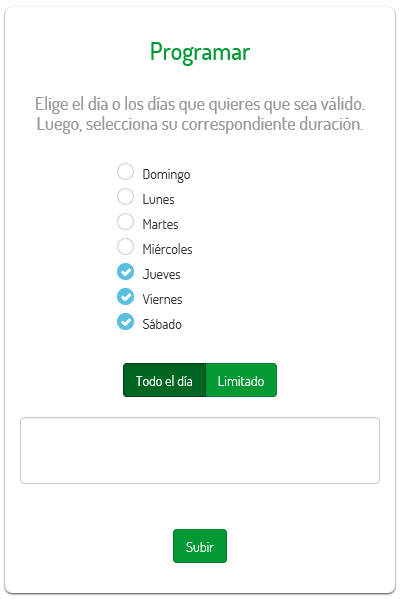 Programar
Elige el día o los días que quieres que sea válido.
Luego, selecciona su correspondiente duración.
Domingo
Lunes
Martes
Miércoles
Jueves
Viernes
Sábado
Todo el día Limitado
Subir